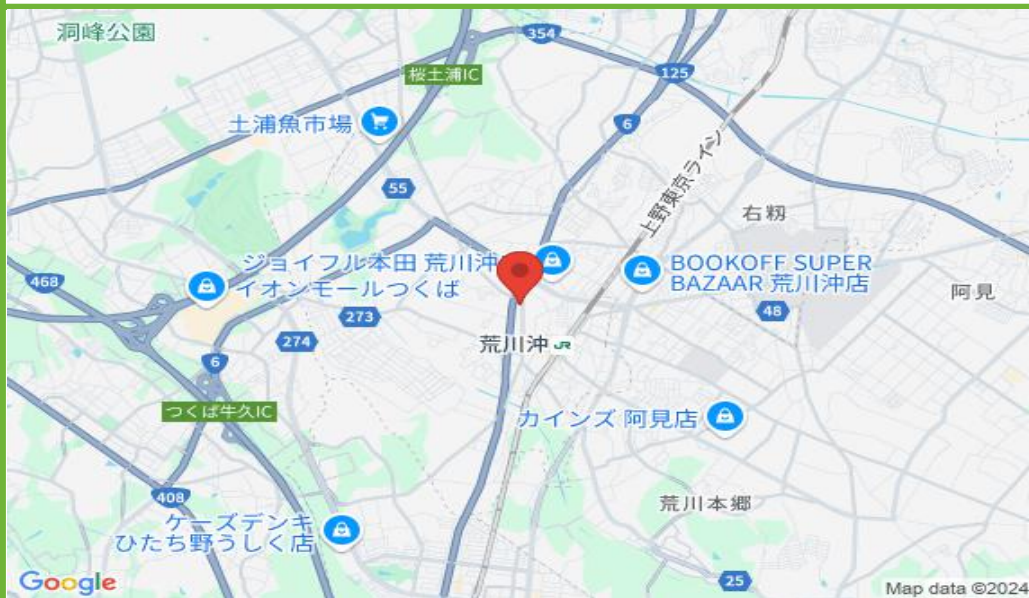 洞峰公園
354
桜土浦IC
125
土浦魚市場
6
上野東京ライン
55
右籾
ジョイフル本田 荒川沖
BOOKOFF SUPER
BAZAAR 荒川沖店
468
イオンモールつくば
阿見
273
48
274
荒川沖 JR
6
つくば牛久IC
カインズ 阿見店
408
荒川本郷
ケーズデンキ
ひたち野うしく店
25
Google
Map data ©2024